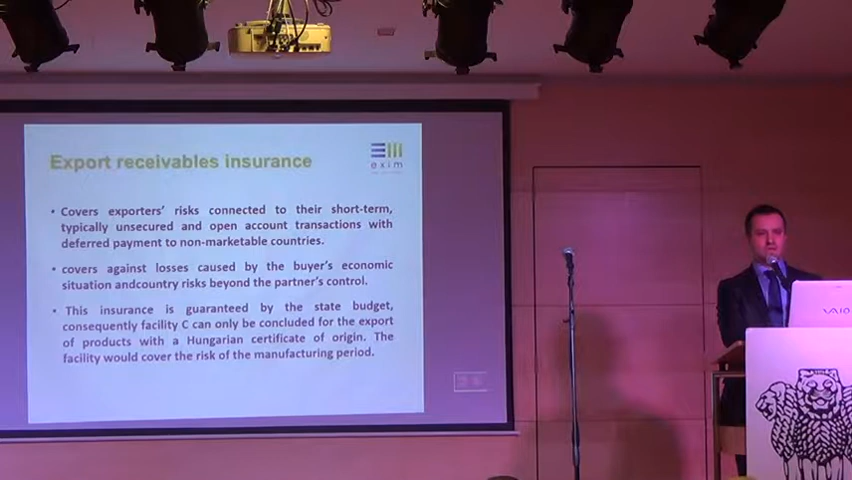 Export receivables insurance
exim
• Covers exporters' risks connected to their short-term,
typically unsecured and open account transactions with
deferred payment to non-marketable countries.
• covers against losses caused by the buyer's economic
situation andcountry risks beyond the partner's control.
• This insurance is guaranteed by the state budget,
consequently facility C can only be concluded for the export
of products with a Hungarian certificate of origin. The
facility would cover the risk of the manufacturing period.
VAIO